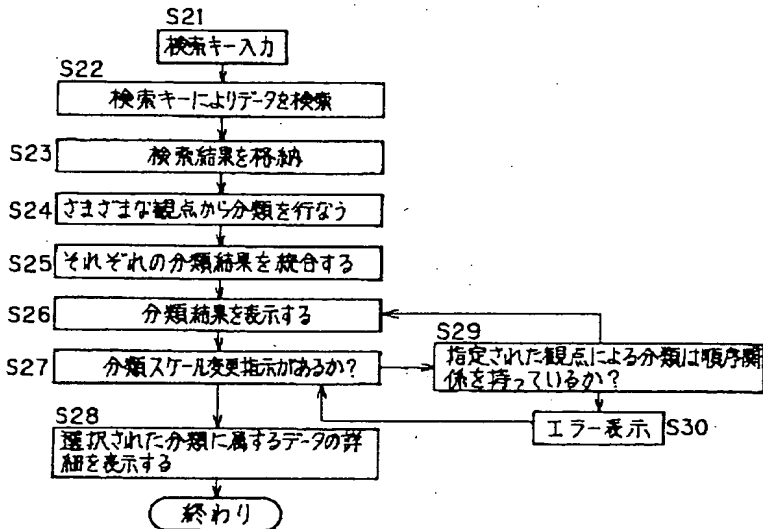 S21
検索キー入力
S22
検索キーによりデータを検索
S23
検索結果を格納
S24
さまざまな観点から分類を行なう
S25
それぞれの分類結果を統合する
S26
分類結果を表示する
S27
分類スケール変更指示があるか?
S29
指定された観点による分類は順序関
係を持っているか?
S28
選択された分類に属するデータの詳
細を表示する
エラー表示
S30
終わり